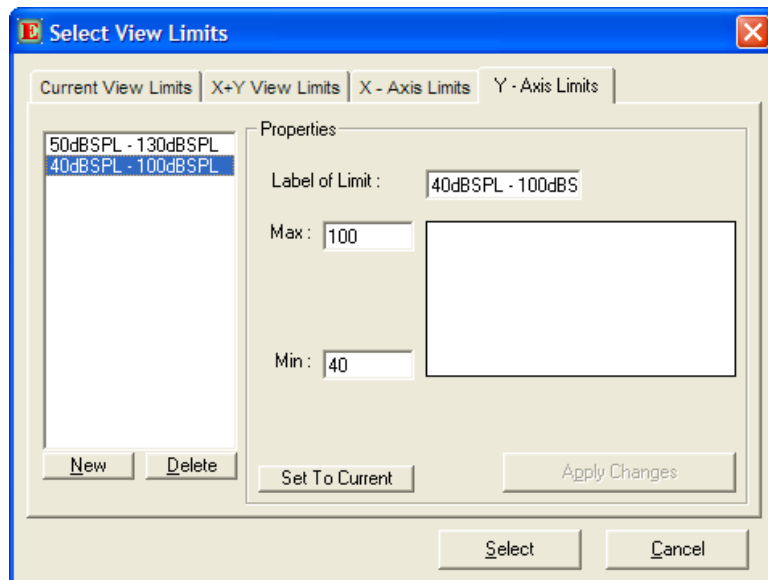 E Select View Limits
Current View Limits X+Y View Limits X - Axis Limits Y - Axis Limits
50dBSPL - 130dBSPL
40dBSPL - 100dBSPL
Properties
Label of Limit : 40dBSPL - 100dBS
Max : 100
Min : 40
New Delete
Set To Current Apply Changes
Select Cancel